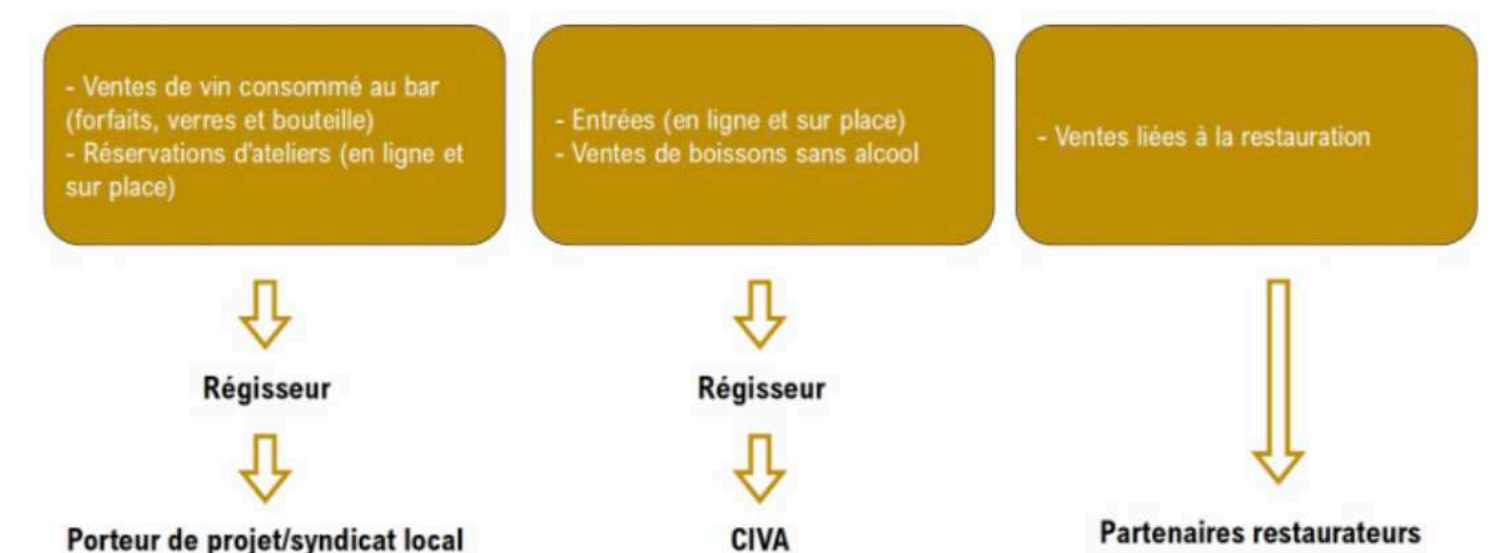 - Ventes de vin consommé au bar
(forfaits, verres et bouteille)
- Réservations d'ateliers (en ligne et
sur place)
- Entrées (en ligne et sur place)
- Ventes de boissons sans alcool
- Ventes liées à la restauration
Régisseur
Régisseur
Porteur de projet/syndicat local
CIVA
Partenaires restaurateurs